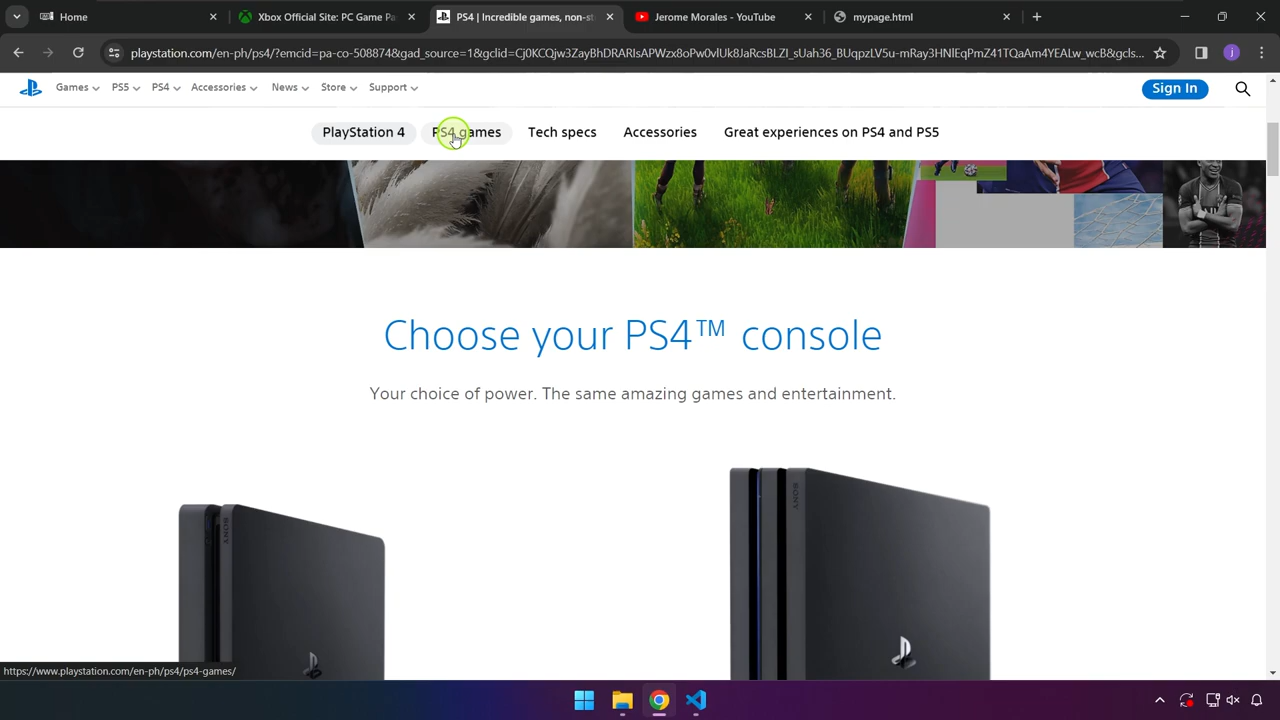 Home
Xbox Official Site: PC Game Pa
PS4 | Incredible games, non-st
Jerome Morales - YouTube
mypage.html
playstation.com/en-ph/ps4/?emcid=pa-co-508874&gad_source=1&gclid=Cj0KCQjw3ZayBhDRARIsAPWzx8oPw0vlUk8JaRcsBLZI_sUah36_BUqpzLV5u-mRay3HNIEqPmZ41TQaAm4YEALw_wcB&gcls...
j
Games
PS5
PS4
Accessories
News
Store
Support
Sign In
PlayStation 4
PS4 games
Tech specs
Accessories
Great experiences on PS4 and PS5
Choose your PS4™ console
Your choice of power. The same amazing games and entertainment.
SONY
SONY
https://www.playstation.com/en-ph/ps4/ps4-games/